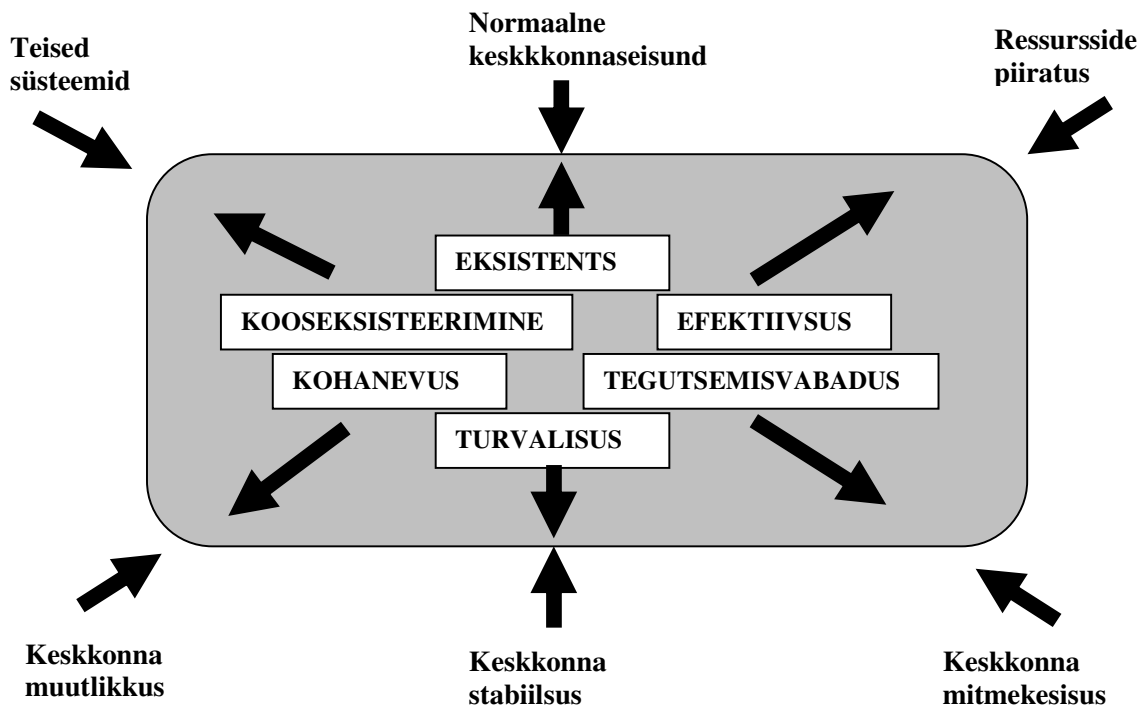 Teised
süsteemid
Normaalne
keskkkonnaseisund
Ressursside
piiratus
EKSISTENTS
KOOSEKSISTEERIMINE
EFEKTIIVSUS
KOHANEVUS
TEGUTSEMISVABADUS
TURVALISUS
Keskkonna
muutlikkus
Keskkonna
stabiilsus
Keskkonna
mitmekesisus